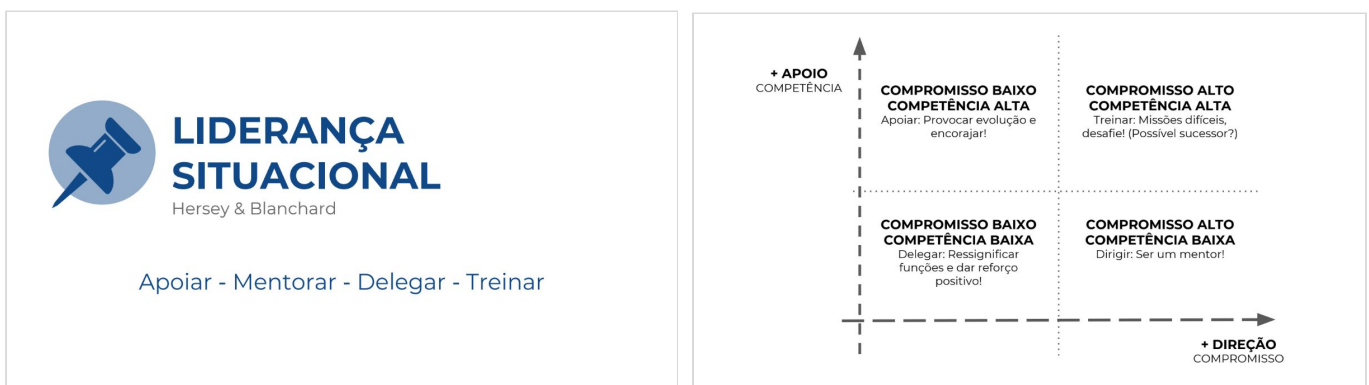 LIDERANÇA
SITUACIONAL
Hersey & Blanchard
Apoiar - Mentorar - Delegar - Treinar
+ APOIO
COMPETÊNCIA
COMPROMISSO BAIXO
COMPETÊNCIA ALTA
Apoiar: Provocar evolução e
encorajar!
COMPROMISSO ALTO
COMPETÊNCIA ALTA
Treinar: Missões difíceis,
desafie! (Possível sucessor?)
COMPROMISSO BAIXO
COMPETÊNCIA BAIXA
Delegar: Ressignificar
funções e dar reforço
positivo!
COMPROMISSO ALTO
COMPETÊNCIA BAIXA
Dirigir: Ser um mentor!
+ DIREÇÃO
COMPROMISSO